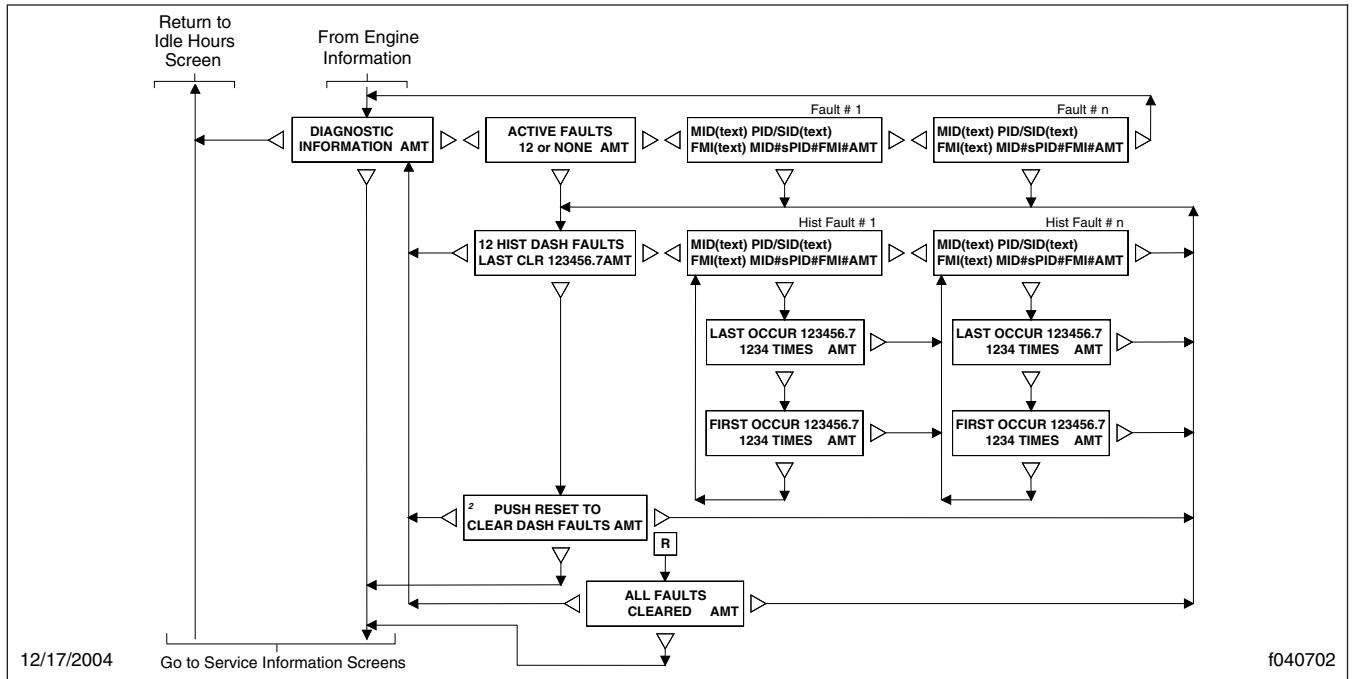 Return to
Idle Hours
Screen
From Engine
Information
Fault # 1
Fault # n
DIAGNOSTIC
INFORMATION AMT
ACTIVE FAULTS
12 or NONE AMT
MID(text) PID/SID(text)
FMI(text) MID#sPID#FMI#AMT
MID(text) PID/SID(text)
FMI(text) MID#sPID#FMI#AMT
Hist Fault # 1
Hist Fault # n
12 HIST DASH FAULTS
LAST CLR 123456.7AMT
MID(text) PID/SID(text)
FMI(text) MID#sPID#FMI#AMT
MID(text) PID/SID(text)
FMI(text) MID#sPID#FMI#AMT
LAST OCCUR 123456.7
1234 TIMES AMT
LAST OCCUR 123456.7
1234 TIMES AMT
FIRST OCCUR 123456.7
1234 TIMES AMT
FIRST OCCUR 123456.7
1234 TIMES AMT
2 PUSH RESET TO
CLEAR DASH FAULTS AMT
R
ALL FAULTS
CLEARED AMT
12/17/2004
Go to Service Information Screens
f040702